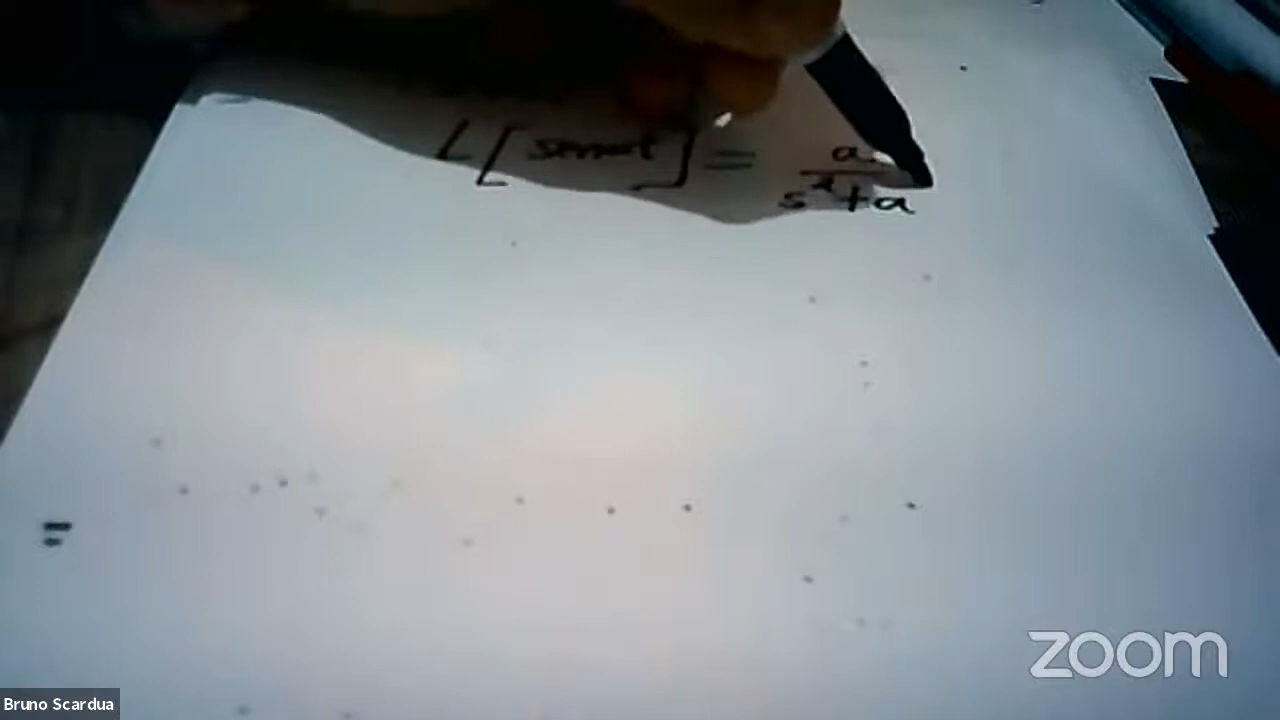 L[senat] = a
s²+a
=
zoom
Bruno Scardua